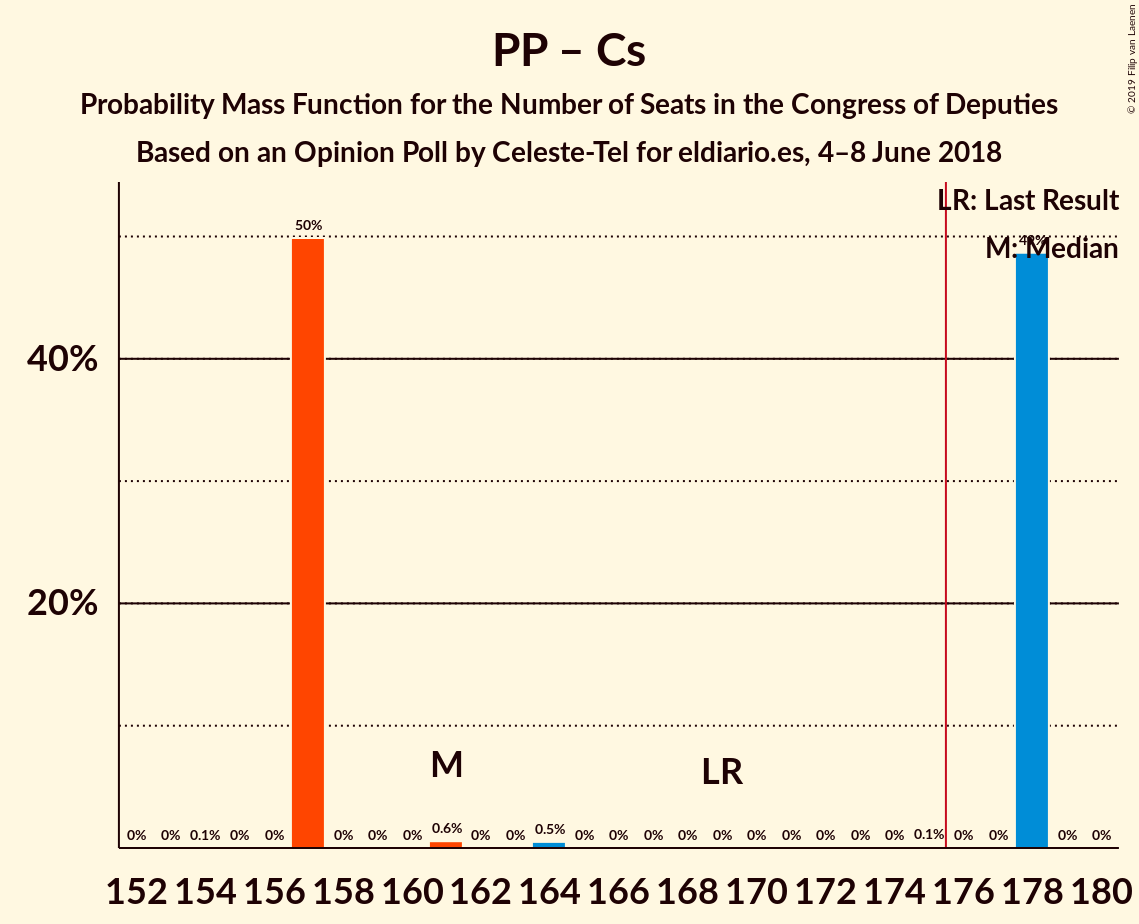 PP – Cs
Probability Mass Function for the Number of Seats in the Congress of Deputies
Based on an Opinion Poll by Celeste-Tel for eldiario.es, 4–8 June 2018
© 2019 Filip van Laenen
LR: Last Result
M: Median
50%
49%
40%
20%
M
LR
0% 0% 0.1% 0% 0% 0% 0% 0% 0.6% 0% 0% 0.5% 0% 0% 0% 0% 0% 0% 0% 0% 0% 0% 0.1% 0% 0% 0% 0%
152 154 156 158 160 162 164 166 168 170 172 174 176 178 180